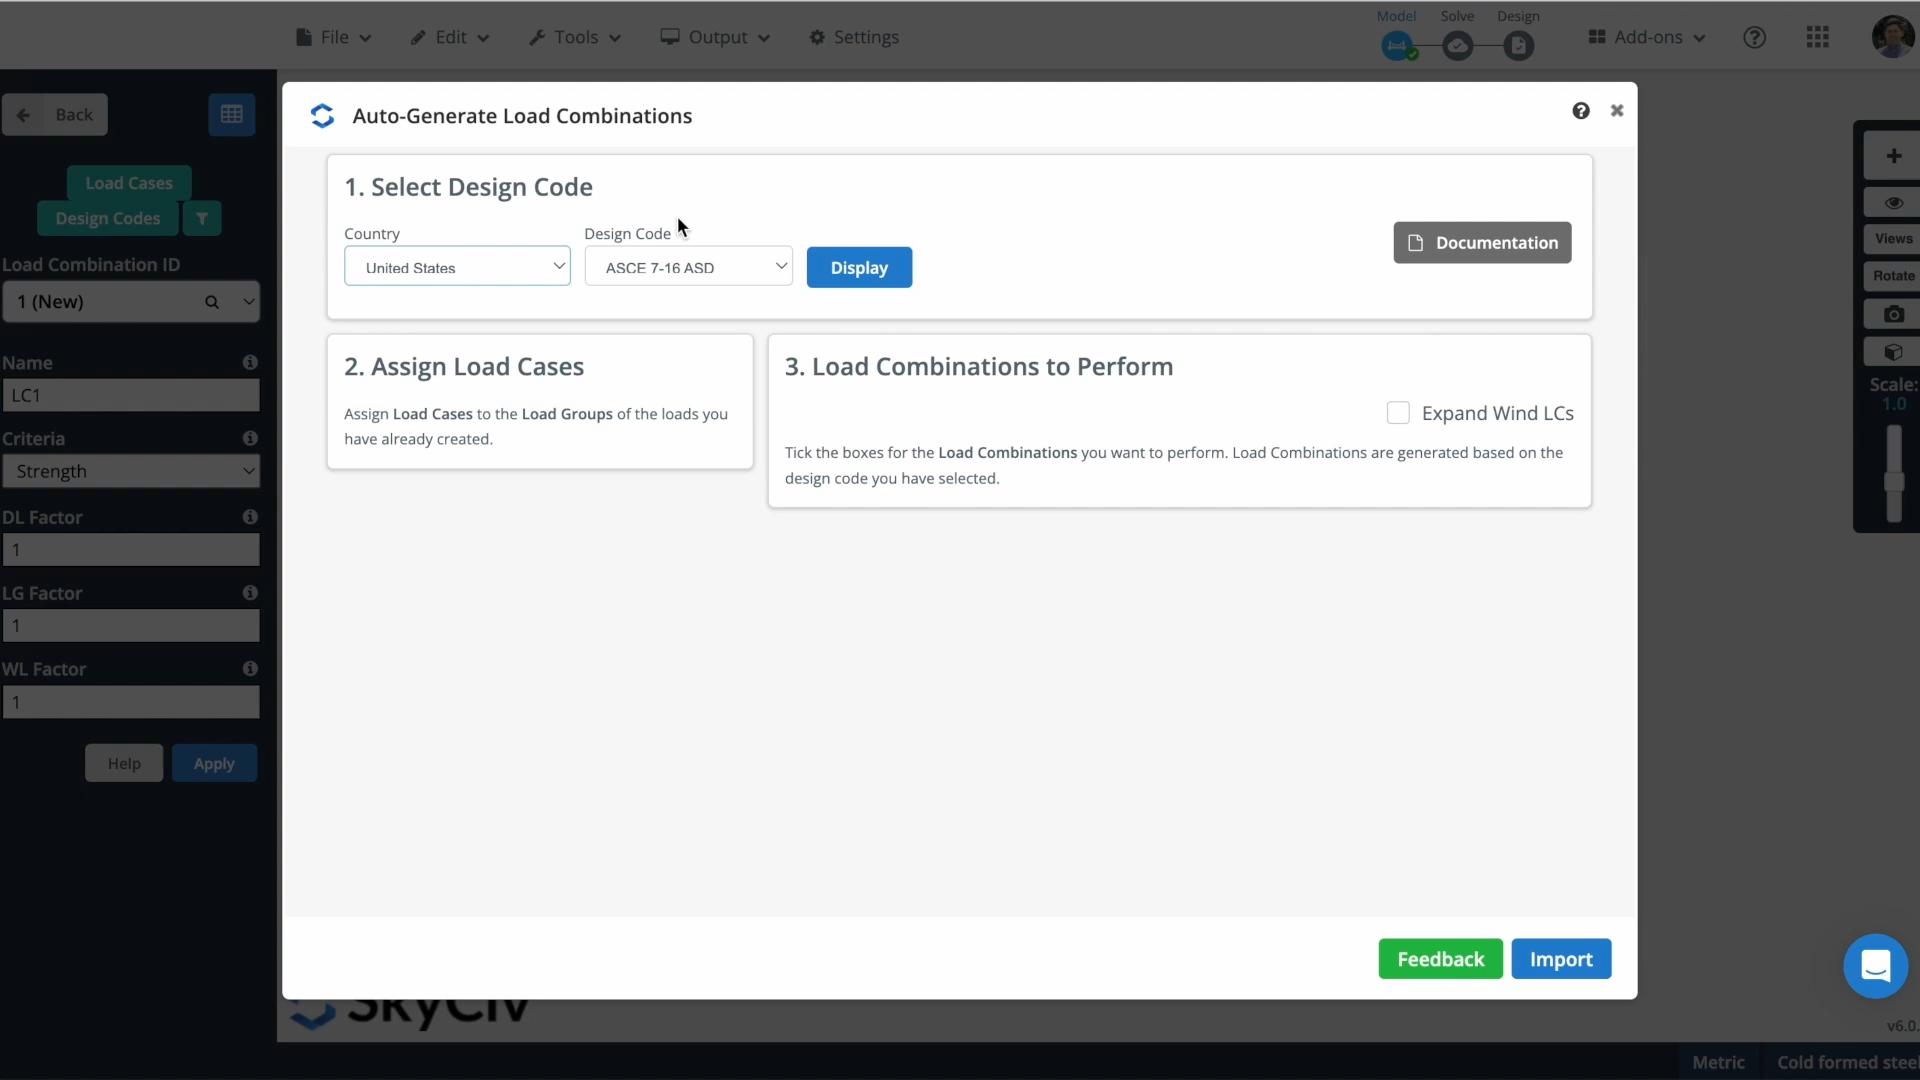 File
Edit
Tools
Output
Settings
Model
Solve
Design
Add-ons
Back
Load Cases
Design Codes
Load Combination ID
1 (New)
Name
LC1
Criteria
Strength
DL Factor
1
LG Factor
1
WL Factor
1
Help
Apply
Auto-Generate Load Combinations
1. Select Design Code
Country
Design Code
United States
ASCE 7-16 ASD
Display
Documentation
2. Assign Load Cases
Assign Load Cases to the Load Groups of the loads you
have already created.
3. Load Combinations to Perform
Expand Wind LCs
Tick the boxes for the Load Combinations you want to perform. Load Combinations are generated based on the
design code you have selected.
Feedback
Import
Views
Rotate
Scale:
1.0
SkyCiv
v6.0.
Metric
Cold formed steel